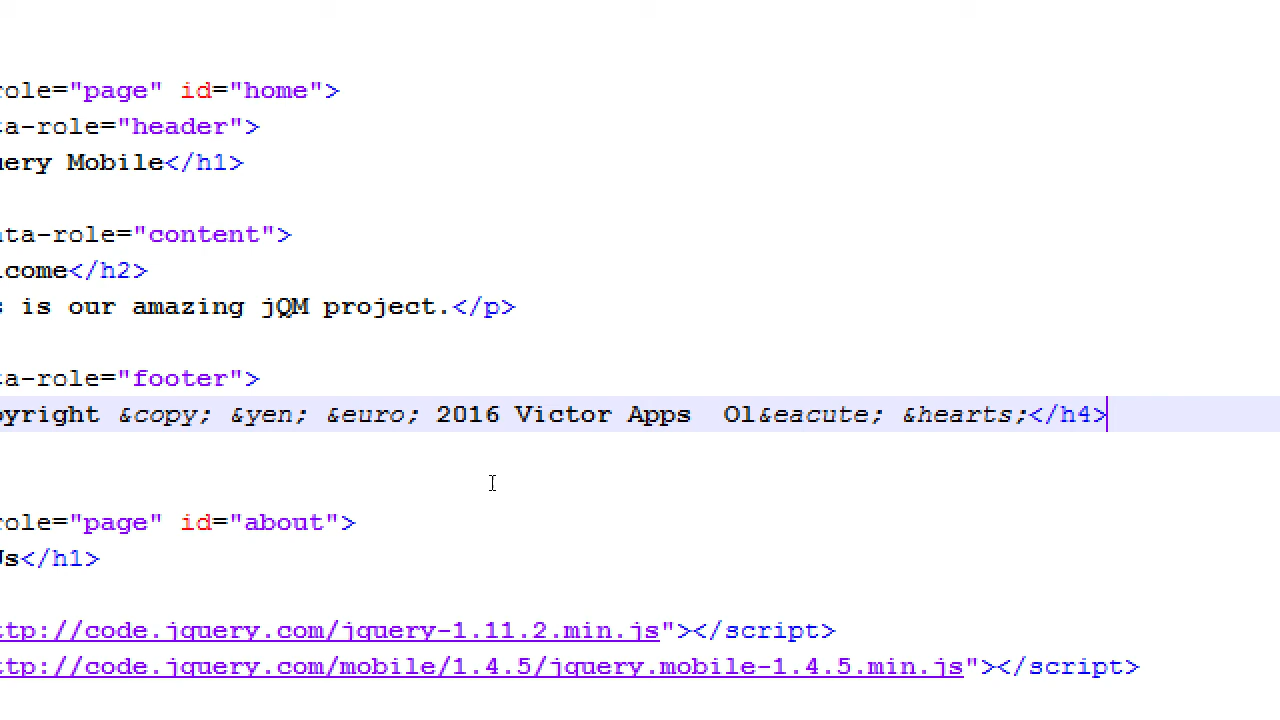 role="page" id="home">
ta-role="header">
uery Mobile</h1>
ata-role="content">
lcome</h2>
s is our amazing jQM project.</p>
ta-role="footer">
pyright &copy; &yen; &euro; 2016 Victor Apps  Ol&eacute; &hearts;</h4>
role="page" id="about">
Us</h1>
ttp://code.jquery.com/jquery-1.11.2.min.js"></script>
ttp://code.jquery.com/mobile/1.4.5/jquery.mobile-1.4.5.min.js"></script>